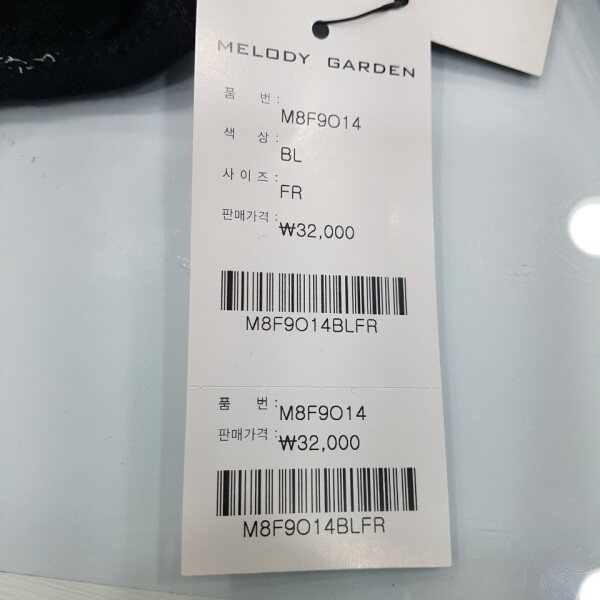 MELODY GARDEN
품 번 : M8F9O14
색 상 : BL
사 이 즈 : FR
판매가격 : ₩32,000
M8F9O14BLFR
품 번 : M8F9O14
판매가격 : ₩32,000
M8F9O14BLFR